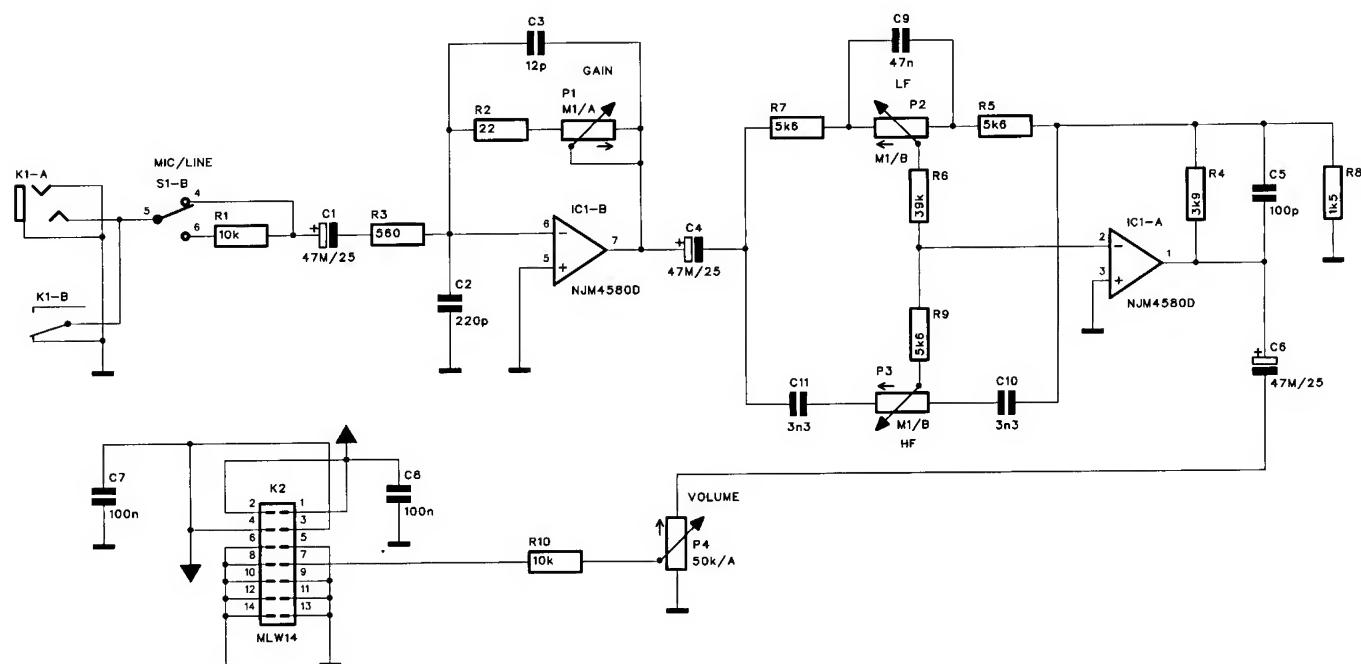 C3
12p
GAIN
P1
M1/A
R2
22
C9
47n
LF
P2
M1/B
R7
5k6
R5
5k6
K1-A
MIC/LINE
S1-B
4
5
6
R1
10k
C1
+
47M/25
R3
560
6
5
7
IC1-B
−
+
NJM4580D
C2
220p
C4
+
47M/25
R6
39k
R9
5k6
IC1-A
2
3
1
−
+
NJM4580D
R4
3k9
C5
100p
R8
1k5
K1-B
C11
3n3
P3
M1/B
HF
C10
3n3
C6
+
47M/25
C7
100n
K2
2 1
4 3
6 5
8 7
10 9
12 11
14 13
MLW14
C8
100n
R10
10k
VOLUME
P4
50k/A